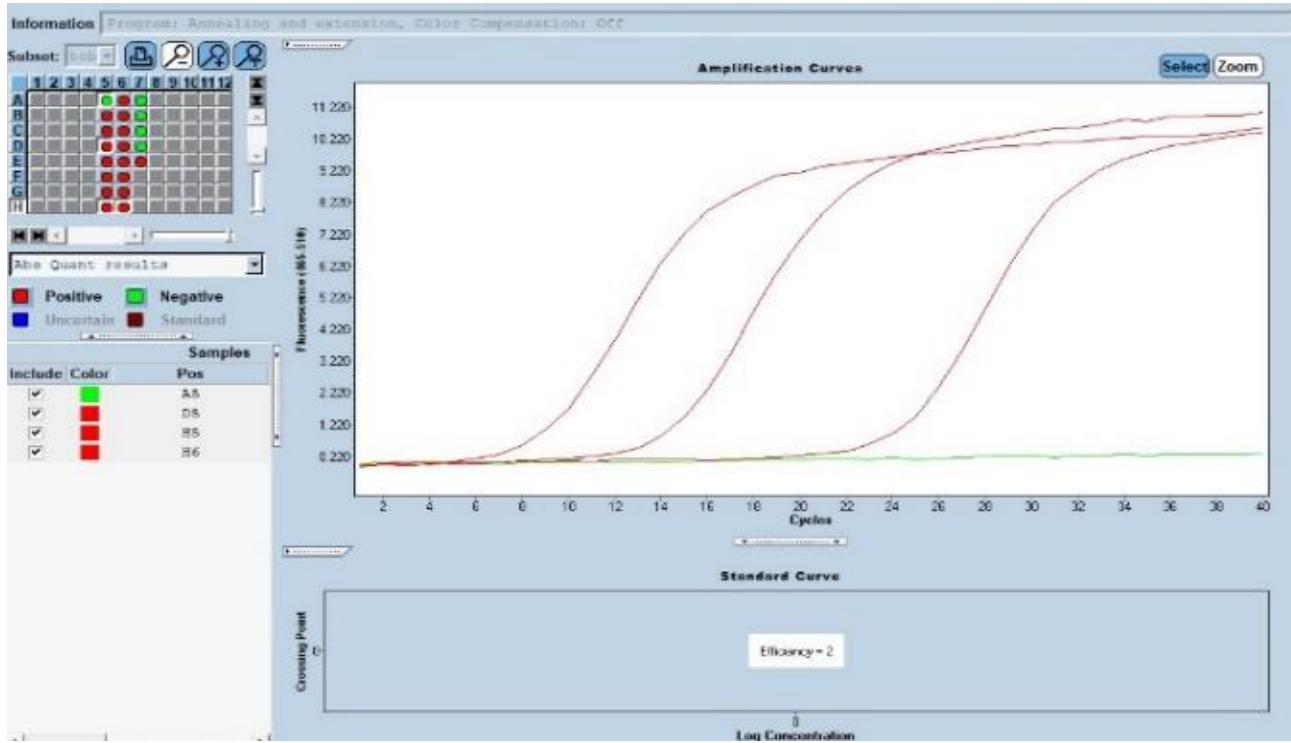 Information Program: Annealing and extension, Color Compensation: Off
Subset:
1 2 3 4 5 6 7 8 9 10 11 12
A
B
C
D
E
F
G
H
Abs Quant results
Positive Negative
Uncertain Standard
Samples
Include Color Pos
A5
D5
H5
H6
Amplification Curves
Select Zoom
11.220
10.220
9.220
8.220
7.220
6.220
5.220
4.220
3.220
2.220
1.220
0.220
2 4 6 8 10 12 14 16 18 20 22 24 26 28 30 32 34 36 38 40
Cycles
Standard Curve
Crossing Point
0
Efficiency = 2
0
Log Concentration